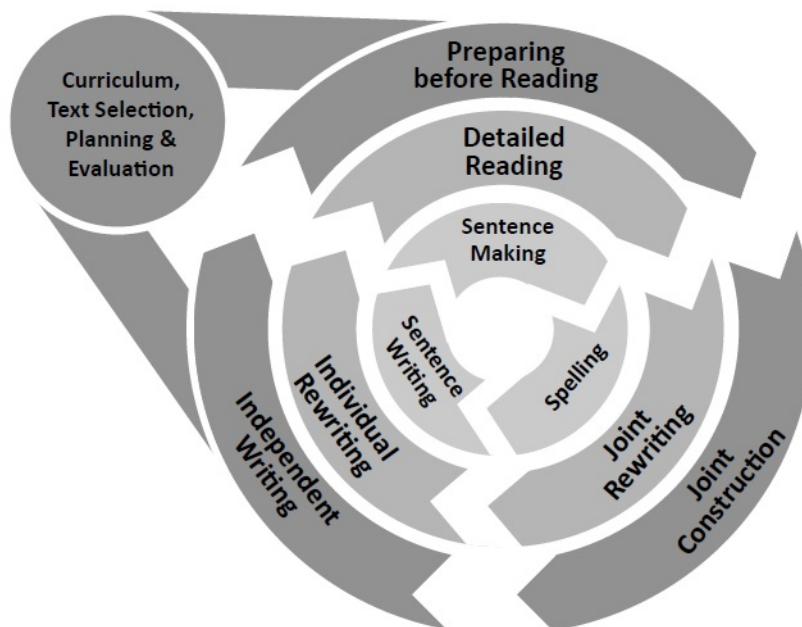 Curriculum,
Text Selection,
Planning &
Evaluation
Preparing
before Reading
Detailed
Reading
Sentence
Making
Sentence
Writing
Spelling
Individual
Rewriting
Joint
Rewriting
Independent
Writing
Joint
Construction